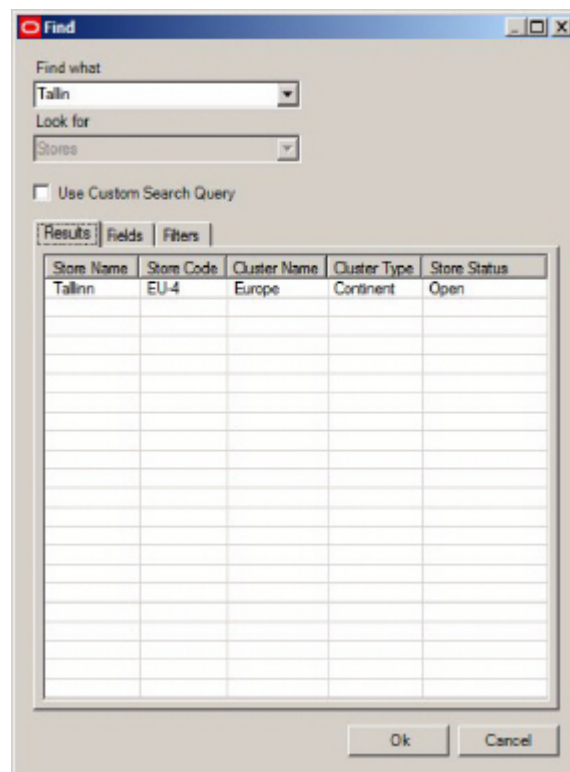 Find
Find what
Tallin
Look for
Stores
Use Custom Search Query
Results Fields Filters
Store Name Store Code Cluster Name Cluster Type Store Status
Tallinn EU-4 Europe Continent Open
Ok Cancel